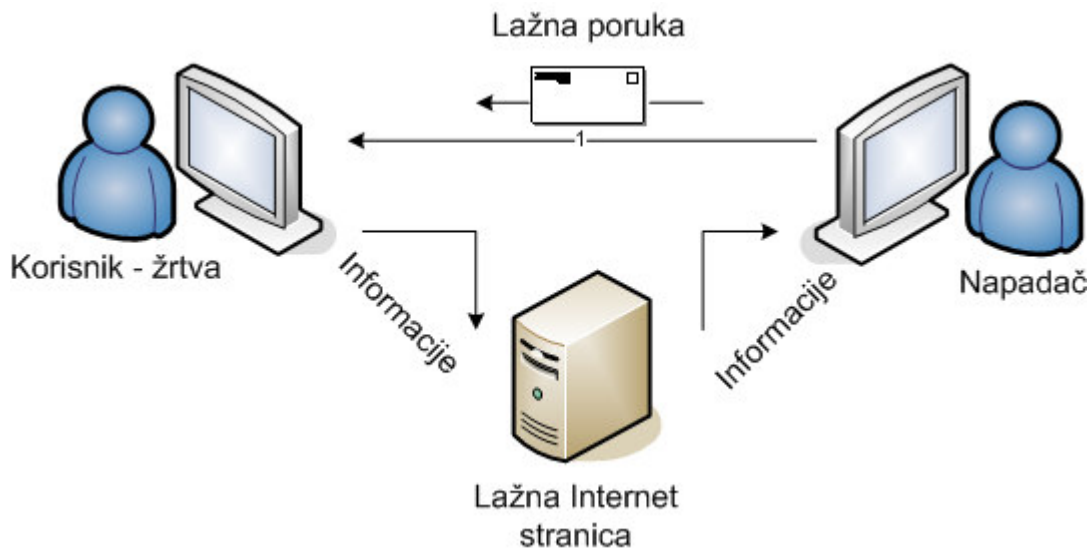 Lažna poruka
1
Korisnik - žrtva
Informacije
Informacije
Napadač
Lažna Internet
stranica